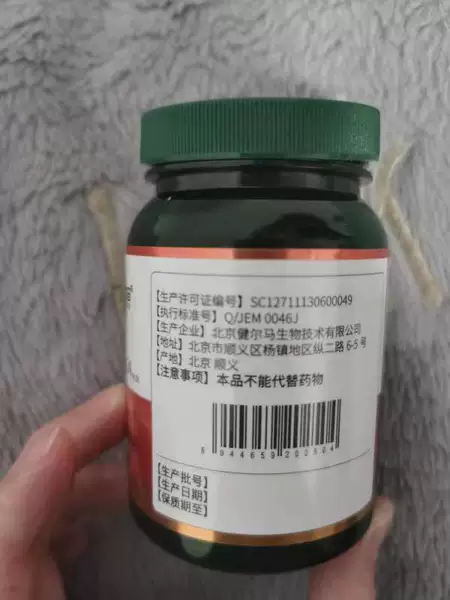 【生产许可证编号】 SC12711130600049
【执行标准号】 Q/JEM 0046J
【生产企业】 北京健尔马生物技术有限公司
【地址】 北京市顺义区杨镇地区纵二路 6-5 号
【产地】 北京 顺义
【注意事项】 本品不能代替药物
【生产批号】
【生产日期】
【保质期至】